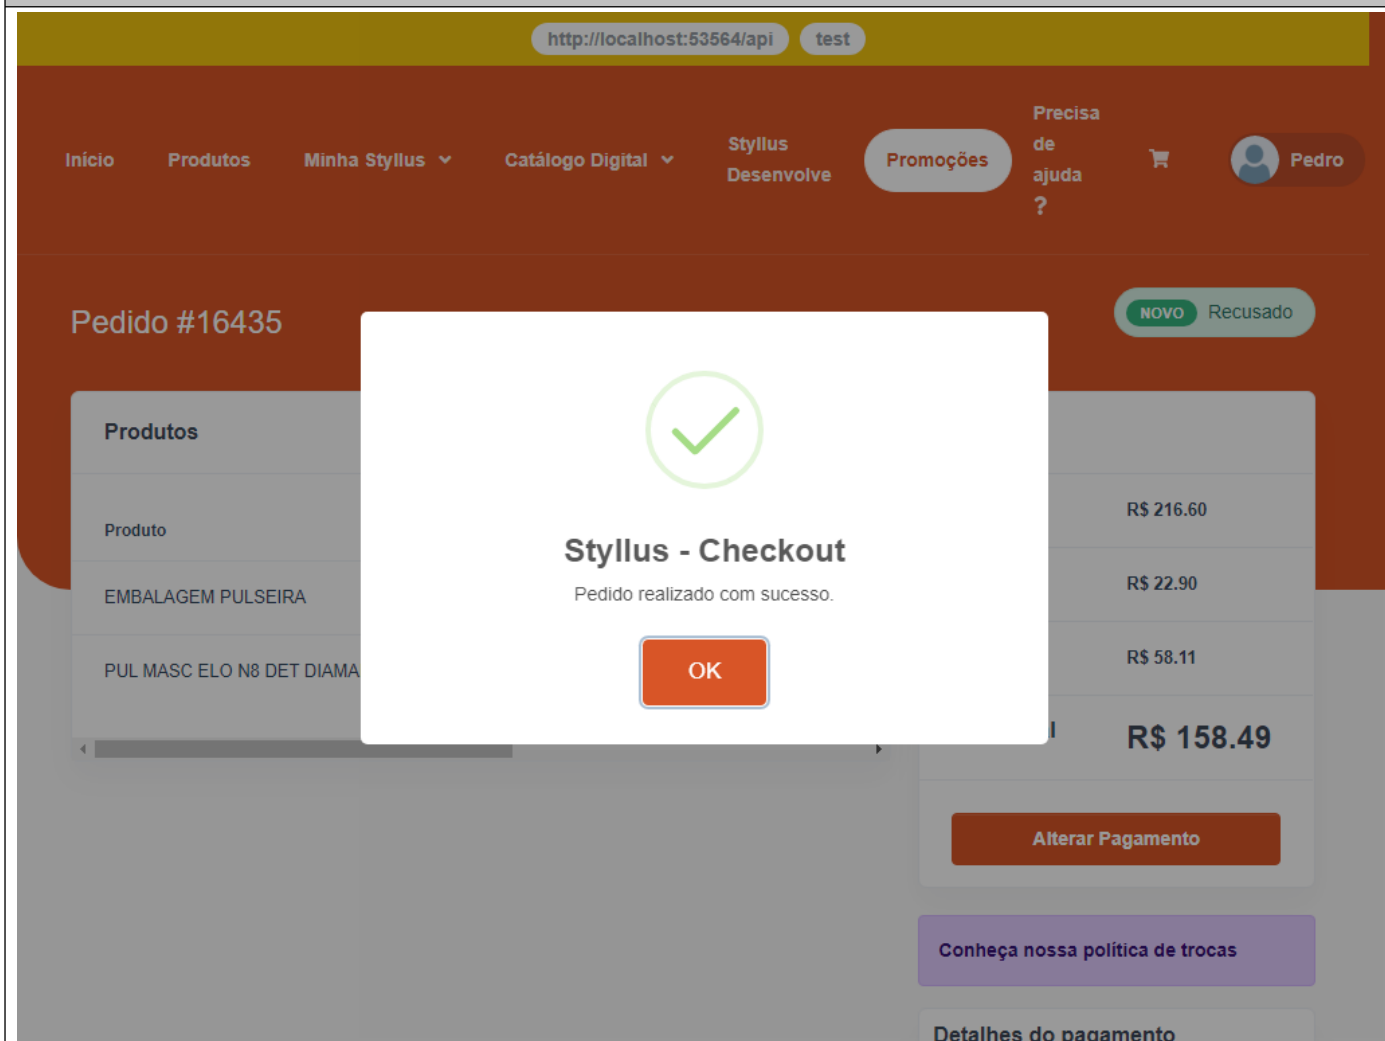 http://localhost:53564/api test
Início
Produtos
Minha Styllus
Catálogo Digital
Styllus
Desenvolve
Promoções
Precisa
de
ajuda
?
Pedro
Pedido #16435
NOVO Recusado
Produtos
Produto
EMBALAGEM PULSEIRA
PUL MASC ELO N8 DET DIAMA
Styllus - Checkout
Pedido realizado com sucesso.
OK
R$ 216.60
R$ 22.90
R$ 58.11
R$ 158.49
Alterar Pagamento
Conheça nossa política de trocas
Detalhes do pagamento